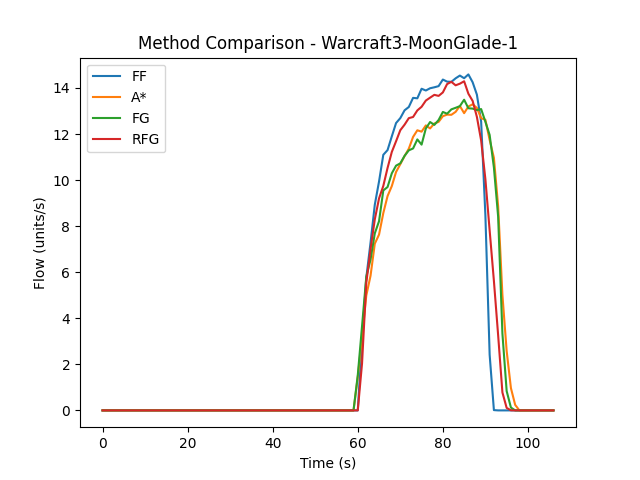 Method Comparison - Warcraft3-MoonGlade-1
FF
A*
FG
RFG
14
12
10
8
6
4
2
0
Flow (units/s)
0 20 40 60 80 100
Time (s)